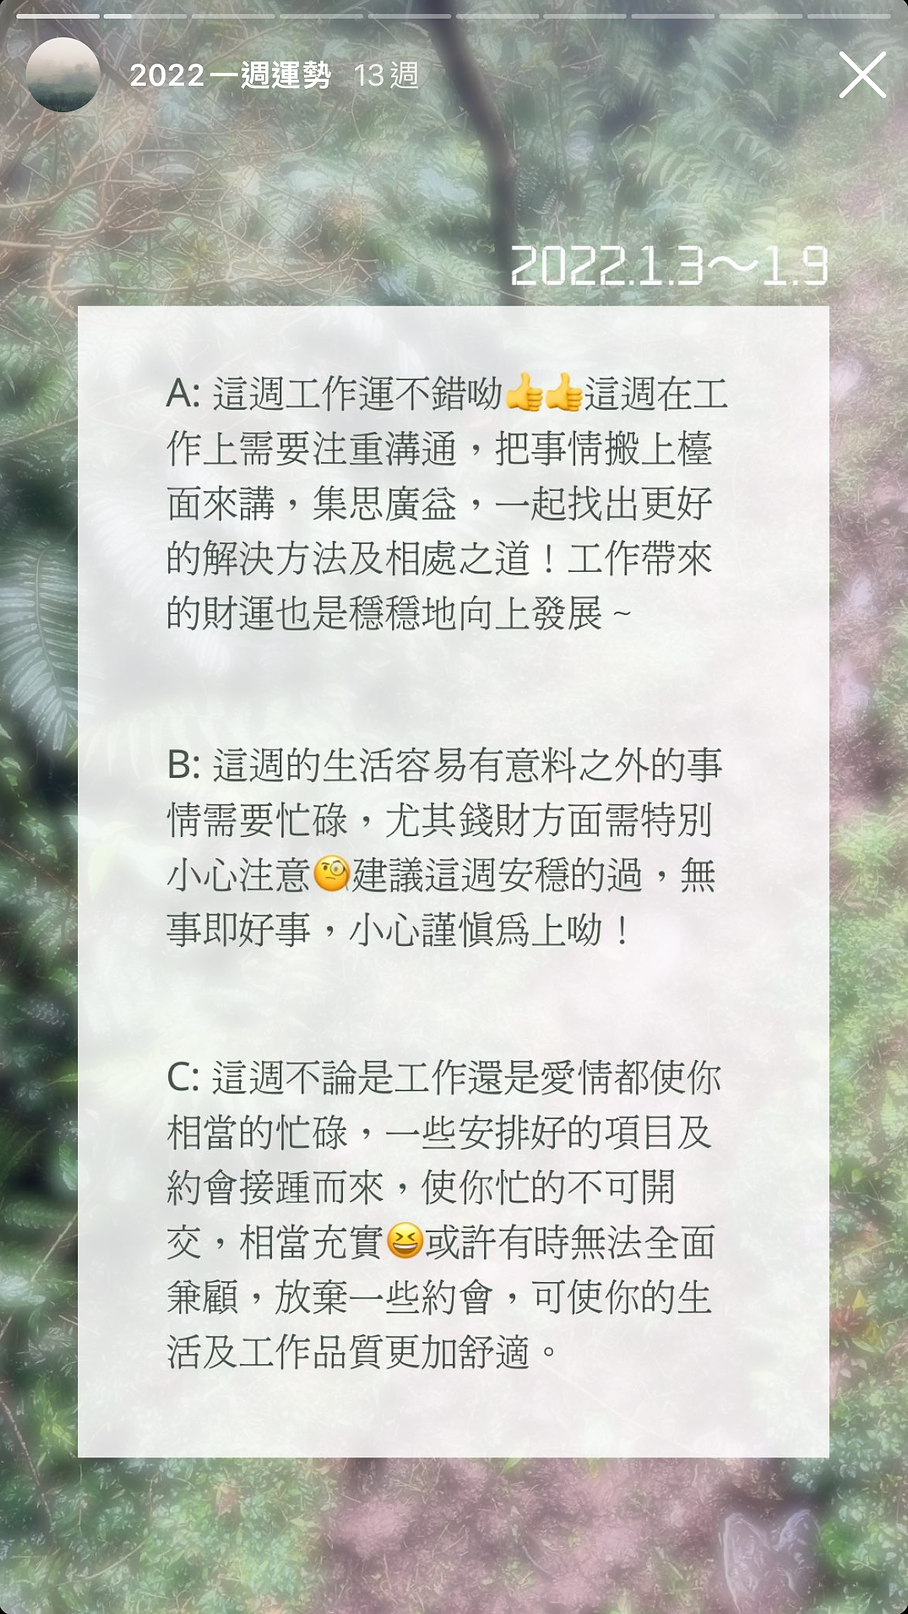 2022一週運勢 13週
2022.1.3～1.9
A: 這週工作運不錯呦👍👍這週在工
作上需要注重溝通，把事情搬上檯
面來講，集思廣益，一起找出更好
的解決方法及相處之道！工作帶來
的財運也是穩穩地向上發展~
B: 這週的生活容易有意料之外的事
情需要忙碌，尤其錢財方面需特別
小心注意🧐建議這週安穩的過，無
事即好事，小心謹慎為上呦！
C: 這週不論是工作還是愛情都使你
相當的忙碌，一些安排好的項目及
約會接踵而來，使你忙的不可開
交，相當充實😆或許有時無法全面
兼顧，放棄一些約會，可使你的生
活及工作品質更加舒適。